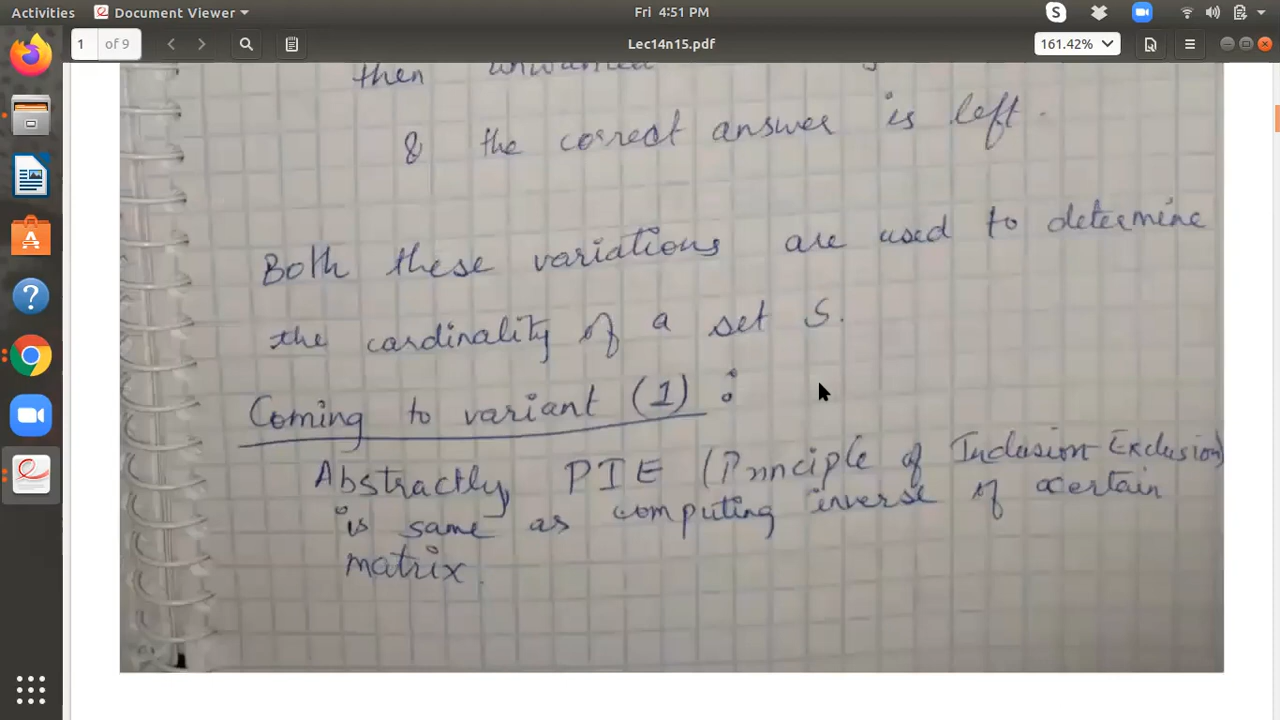 Activities Document Viewer Fri 4:51 PM
1 of 9 Lec14n15.pdf 161.42%
then unwanted
& the correct answer is left.
Both these variations are used to determine
the cardinality of a set S.
Coming to variant (1) :
Abstractly, PIE (Principle of Inclusion-Exclusion)
is same as computing inverse of a certain
matrix.